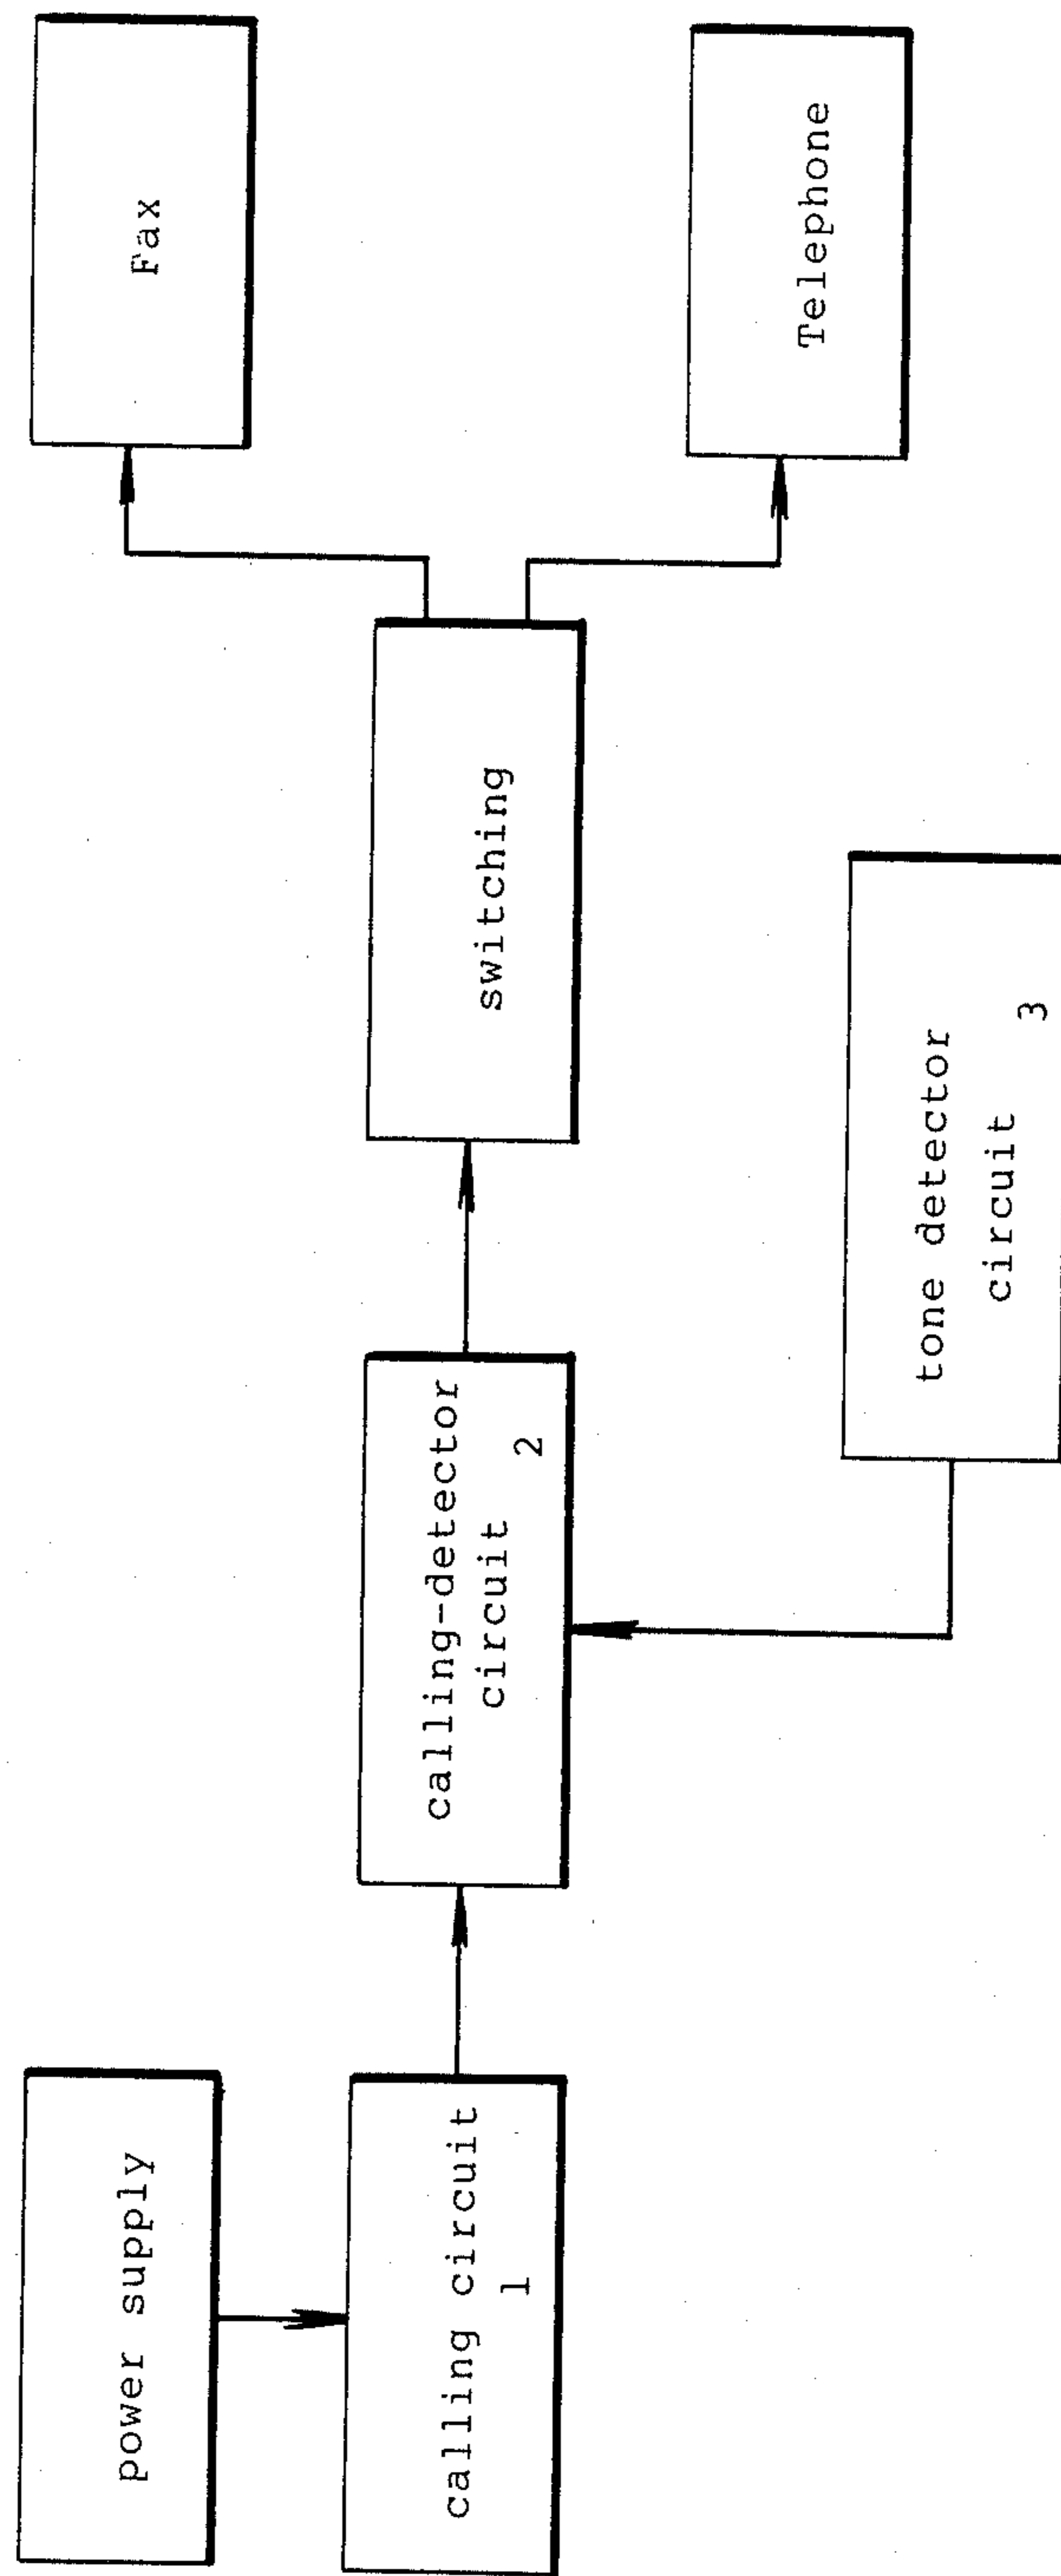 power supply
calling circuit
1
calling-detector
circuit
2
tone detector
circuit
3
switching
Fax
Telephone